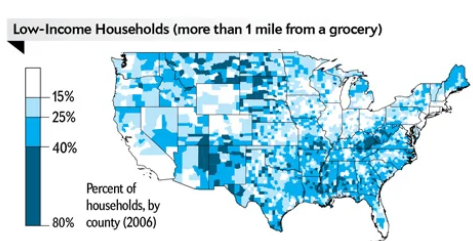 Low-Income Households (more than 1 mile from a grocery)
15%
25%
40%
80%
Percent of
households, by
county (2006)